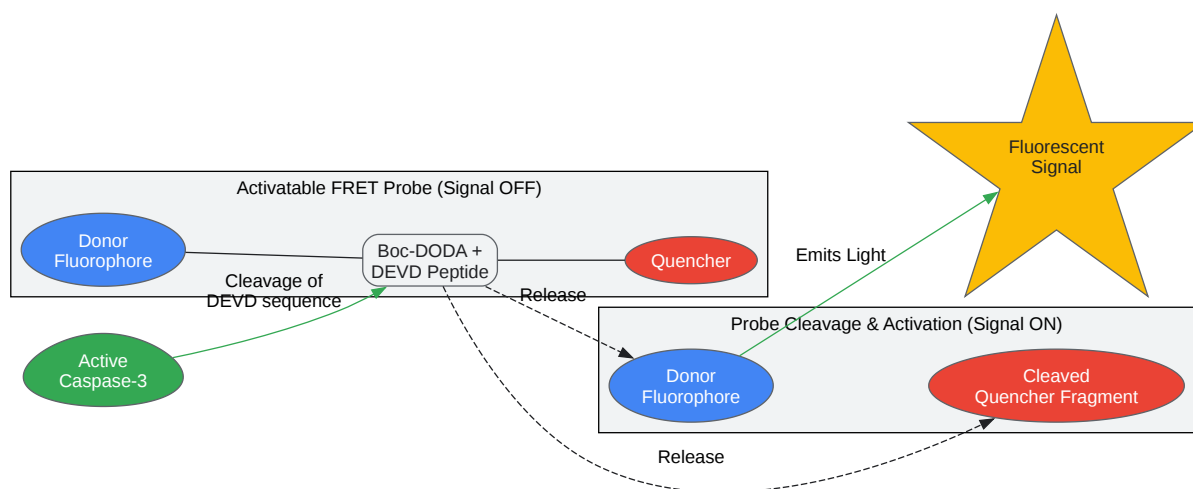 Fluorescent
Signal
Activatable FRET Probe (Signal OFF)
Donor
Fluorophore
Boc-DODA +
DEVD Peptide
Quencher
Emits Light
Cleavage of
DEVD sequence
Release
Probe Cleavage & Activation (Signal ON)
Active
Caspase-3
Donor
Fluorophore
Cleaved
Quencher Fragment
Release